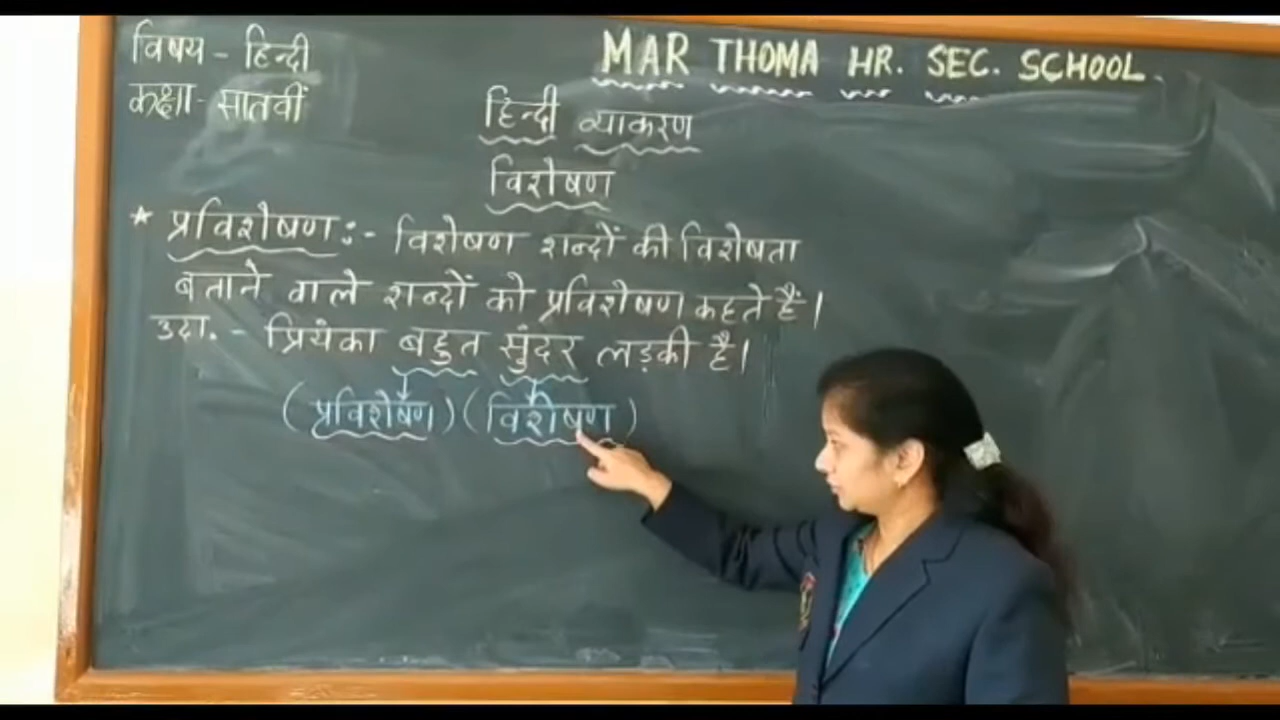 विषय - हिन्दी
कक्षा - सातवीं
MAR THOMA HR. SEC. SCHOOL.
हिन्दी व्याकरण
विशेषण
* प्रविशेषण :- विशेषण शब्दों की विशेषता
बताने वाले शब्दों को प्रविशेषण कहते हैं।
उदा. - प्रियंका बहुत सुंदर लड़की है।
(प्रविशेषण) (विशेषण)